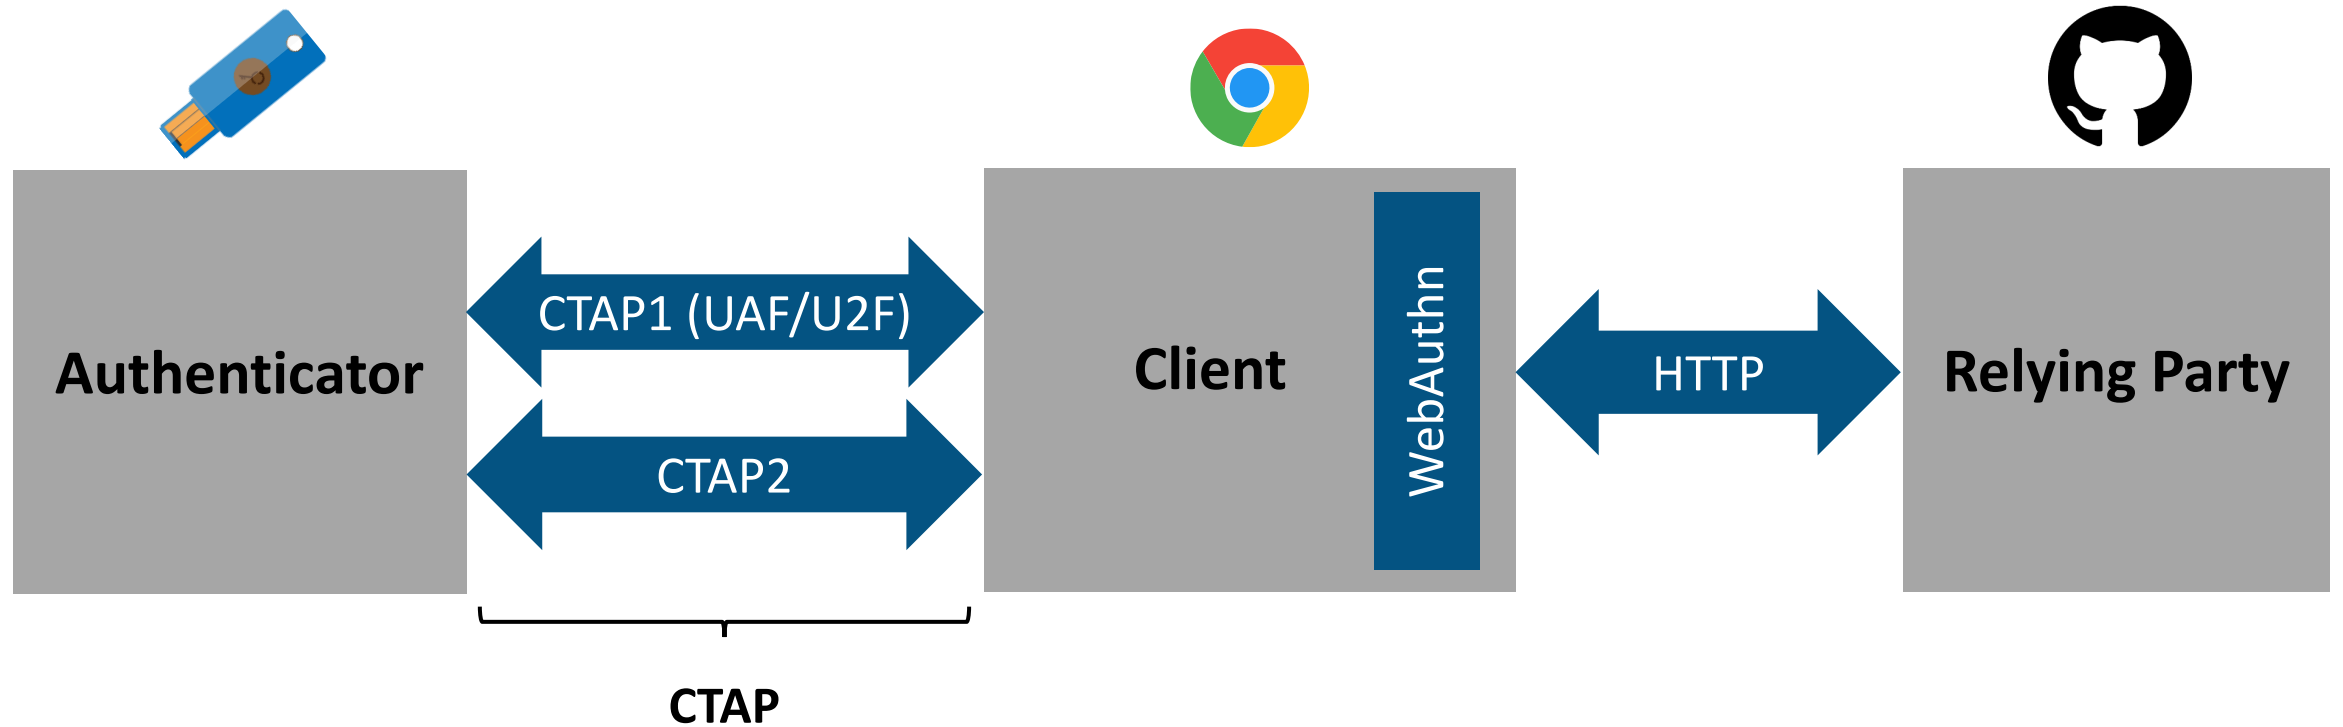 Authenticator
CTAP1 (UAF/U2F)
CTAP2
CTAP
Client
WebAuthn
HTTP
Relying Party